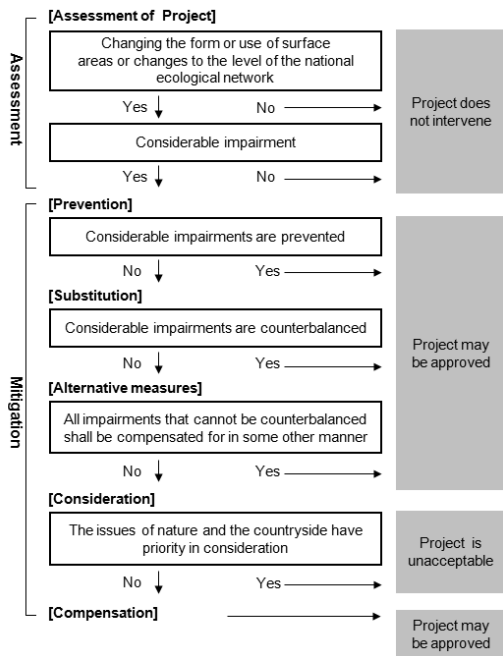 [Assessment of Project]
Changing the form or use of surface
areas or changes to the level of the national
ecological network
Yes
No
Project does
not intervene
Considerable impairment
Yes
No
Assessment
[Prevention]
Considerable impairments are prevented
No
Yes
[Substitution]
Considerable impairments are counterbalanced
No
Yes
Project may
be approved
[Alternative measures]
All impairments that cannot be counterbalanced
shall be compensated for in some other manner
No
Yes
Mitigation
[Consideration]
The issues of nature and the countryside have
priority in consideration
No
Yes
Project is
unacceptable
[Compensation]
Project may
be approved